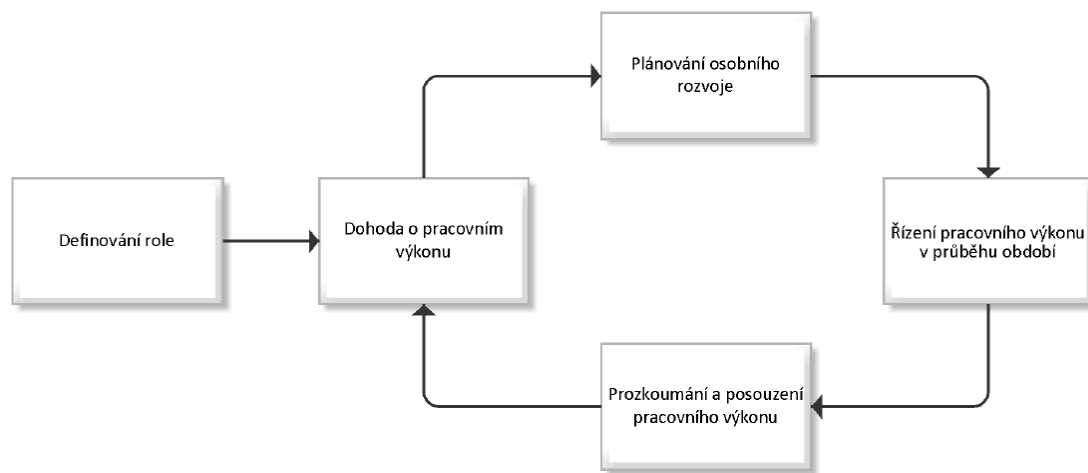 Plánování osobního
rozvoje
Definování role
Dohoda o pracovním
výkonu
Řízení pracovního výkonu
v průběhu období
Prozkoumání a posouzení
pracovního výkonu